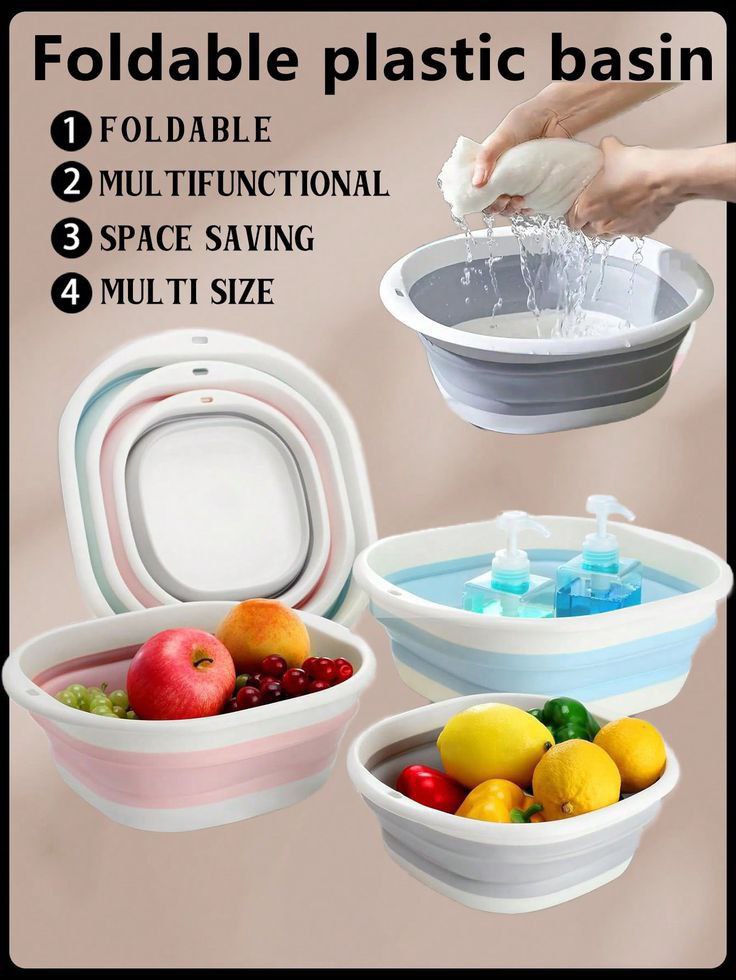 Foldable plastic basin
1 FOLDABLE
2 MULTIFUNCTIONAL
3 SPACE SAVING
4 MULTI SIZE